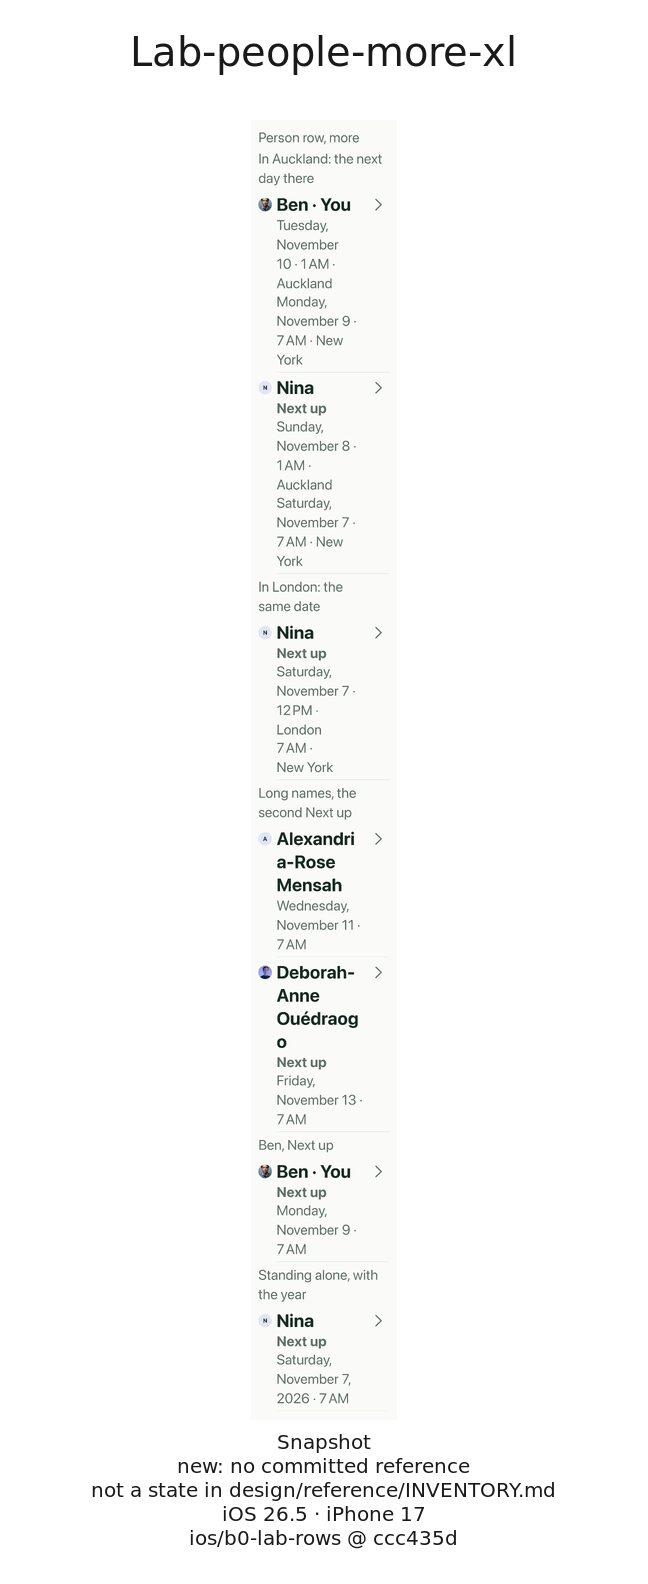 Lab-people-more-xl
Person row, more
In Auckland: the next
day there
Ben · You
Tuesday,
November
10 · 1 AM ·
Auckland
Monday,
November 9 ·
7 AM · New
York
N
Nina
Next up
Sunday,
November 8 ·
1 AM ·
Auckland
Saturday,
November 7 ·
7 AM · New
York
In London: the
same date
N
Nina
Next up
Saturday,
November 7 ·
12 PM ·
London
7 AM ·
New York
Long names, the
second Next up
A
Alexandri
a-Rose
Mensah
Wednesday,
November 11 ·
7 AM
Deborah-
Anne
Ouédraog
o
Next up
Friday,
November 13 ·
7 AM
Ben, Next up
Ben · You
Next up
Monday,
November 9 ·
7 AM
Standing alone, with
the year
N
Nina
Next up
Saturday,
November 7,
2026 · 7 AM
Snapshot
new: no committed reference
not a state in design/reference/INVENTORY.md
iOS 26.5 · iPhone 17
ios/b0-lab-rows @ ccc435d